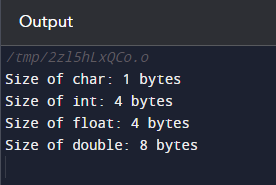 Output
/tmp/2zl5hLxQCo.o
Size of char: 1 bytes
Size of int: 4 bytes
Size of float: 4 bytes
Size of double: 8 bytes